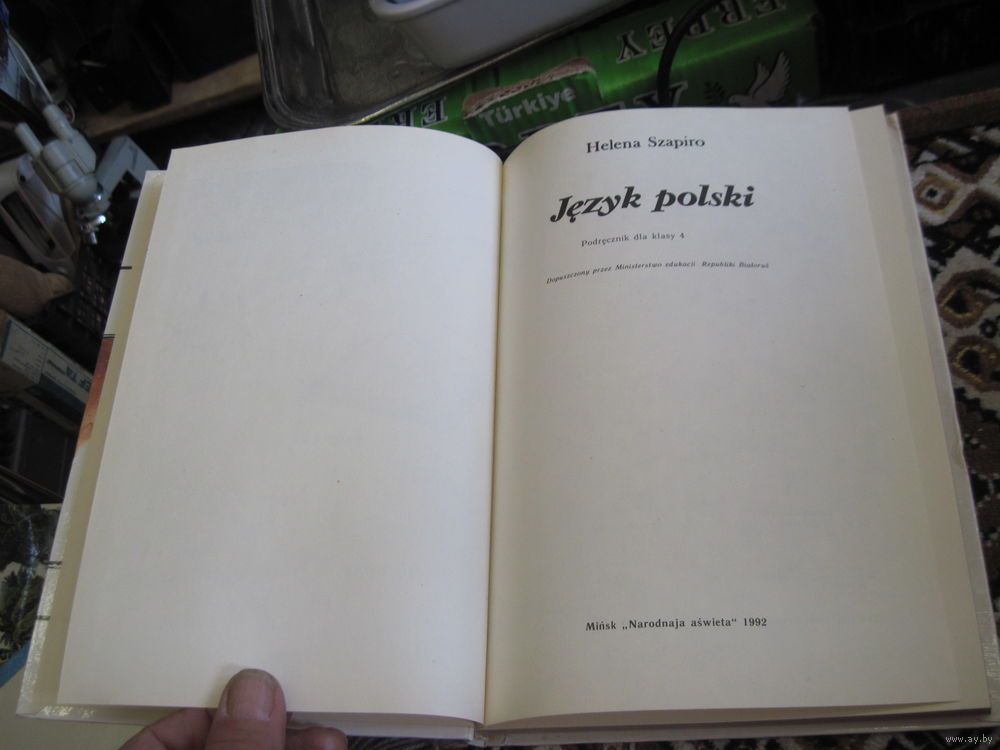 Türkiye
Helena Szapiro
Język polski
Podręcznik dla klasy 4
Dopuszczony przez Ministerstwo edukacji Republiki Białoruś
Mińsk „Narodnaja aświeta" 1992
www.ay.by